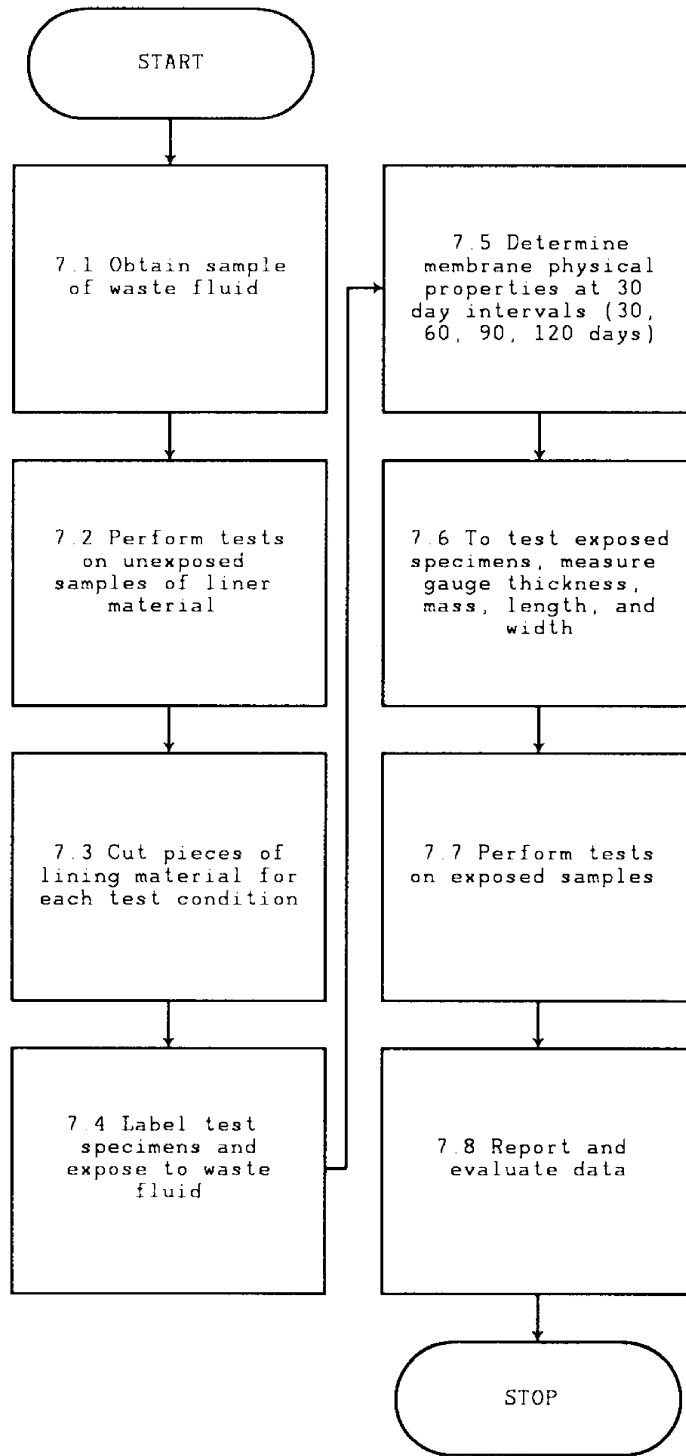 START
7.1 Obtain sample
of waste fluid
7.2 Perform tests
on unexposed
samples of liner
material
7.3 Cut pieces of
lining material for
each test condition
7.4 Label test
specimens and
expose to waste
fluid
7.5 Determine
membrane physical
properties at 30
day intervals (30,
60, 90, 120 days)
7.6 To test exposed
specimens, measure
gauge thickness,
mass, length, and
width
7.7 Perform tests
on exposed samples
7.8 Report and
evaluate data
STOP